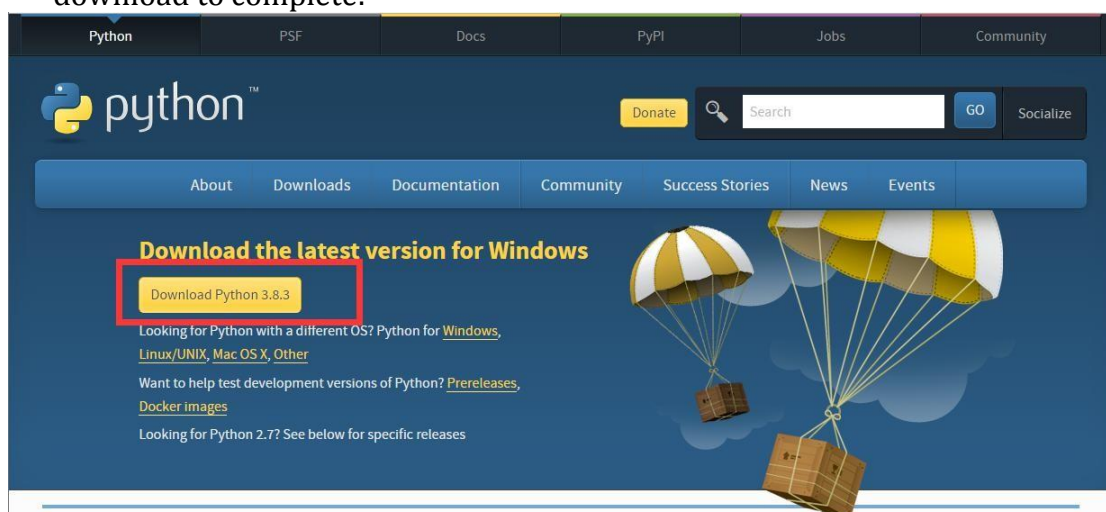 download to complete.
Python PSF Docs PyPI Jobs Community
python™
Donate Search GO Socialize
About Downloads Documentation Community Success Stories News Events
Download the latest version for Windows
Download Python 3.8.3
Looking for Python with a different OS? Python for Windows,
Linux/UNIX, Mac OS X, Other
Want to help test development versions of Python? Prereleases,
Docker images
Looking for Python 2.7? See below for specific releases